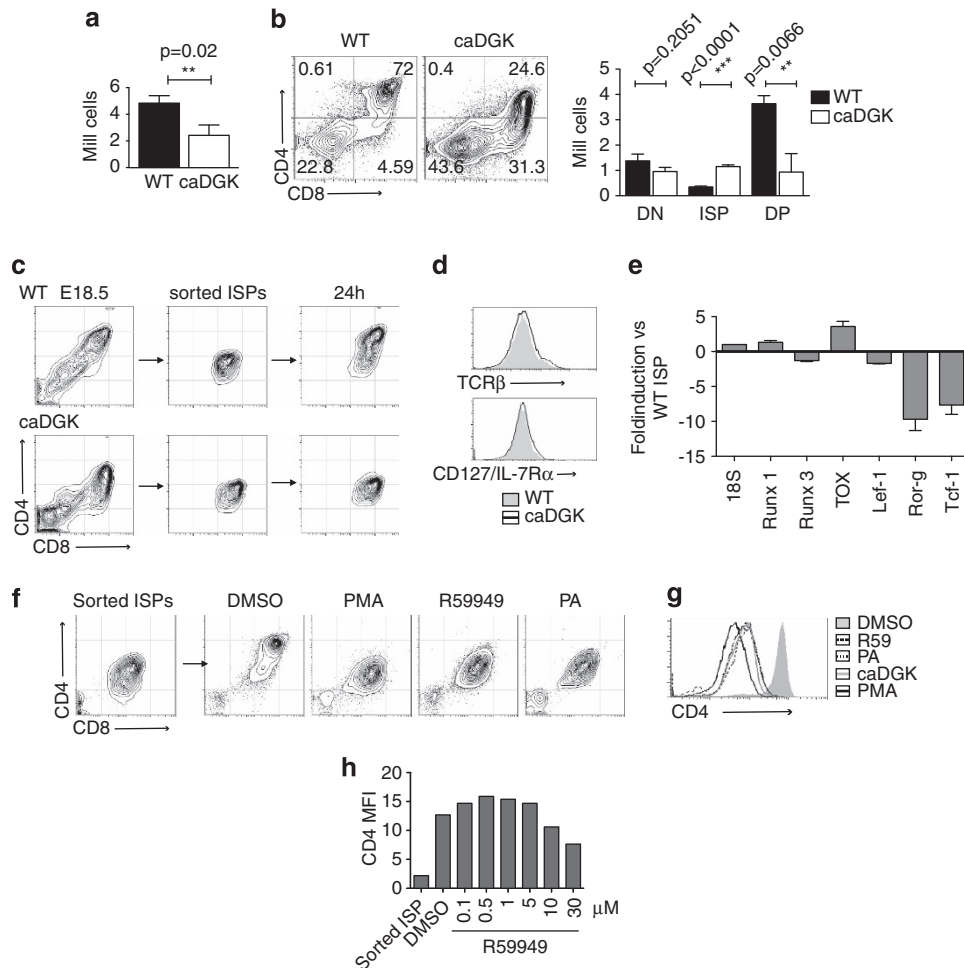 a
p=0.02
**
Mill cells
6
4
2
0
WT caDGK
b
WT
caDGK
0.61
72
0.4
24.6
22.8
4.59
43.6
31.3
CD4
CD8
p=0.2051
p<0.0001
***
p=0.0066
**
Mill cells
5
4
3
2
1
0
DN
ISP
DP
WT
caDGK
c
WT E18.5
sorted ISPs
24h
caDGK
CD4
CD8
d
TCRβ
CD127/IL-7Rα
WT
caDGK
e
Foldinduction vs
WT ISP
10
5
0
-5
-10
-15
18S
Runx 1
Runx 3
TOX
Lef-1
Ror-g
Tcf-1
f
Sorted ISPs
DMSO
PMA
R59949
PA
CD4
CD8
g
DMSO
R59
PA
caDGK
PMA
CD4
h
CD4 MFI
20
15
10
5
0
Sorted ISP
DMSO
0.1
0.5
1
5
10
30
μM
R59949